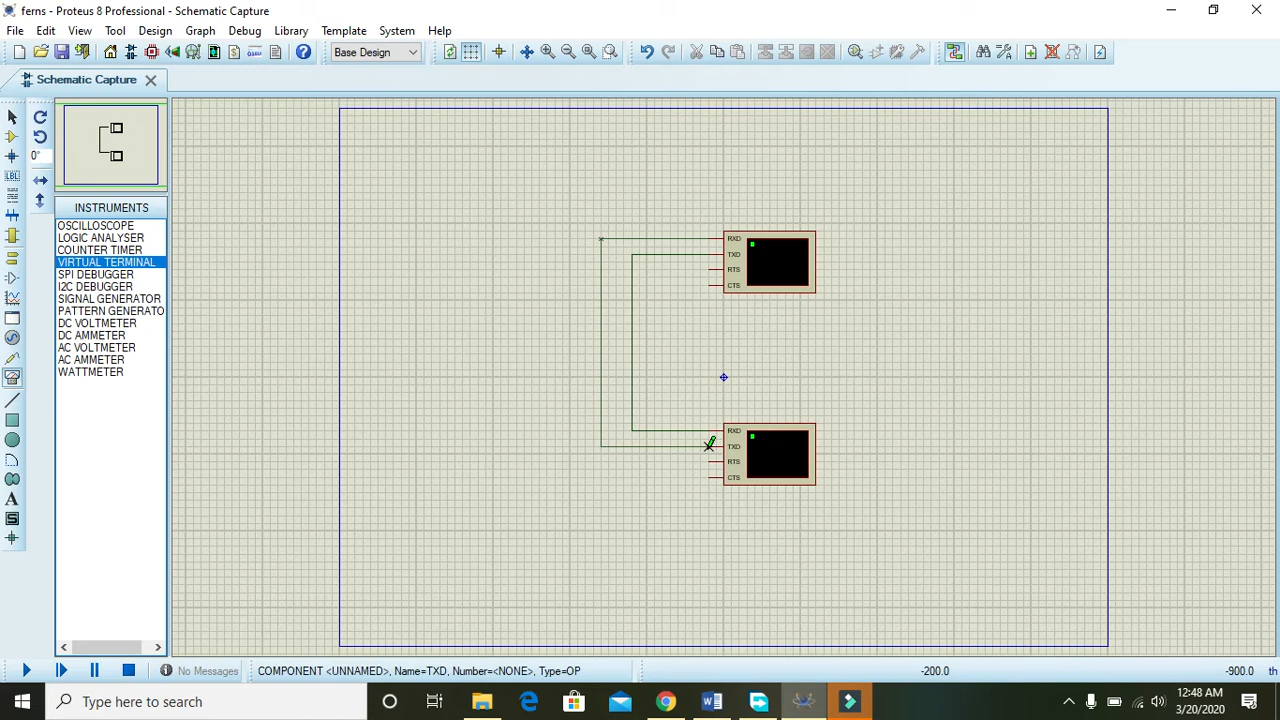 ferns - Proteus 8 Professional - Schematic Capture
File Edit View Tool Design Graph Debug Library Template System Help
Base Design
Schematic Capture
0°
LBL
INSTRUMENTS
OSCILLOSCOPE
LOGIC ANALYSER
COUNTER TIMER
VIRTUAL TERMINAL
SPI DEBUGGER
I2C DEBUGGER
SIGNAL GENERATOR
PATTERN GENERATO
DC VOLTMETER
DC AMMETER
AC VOLTMETER
AC AMMETER
WATTMETER
A
S
RXD
TXD
RTS
CTS
RXD
TXD
RTS
CTS
No Messages
COMPONENT <UNNAMED>, Name=TXD, Number=<NONE>, Type=OP
-200.0
-900.0
th
Type here to search
12:48 AM
3/20/2020